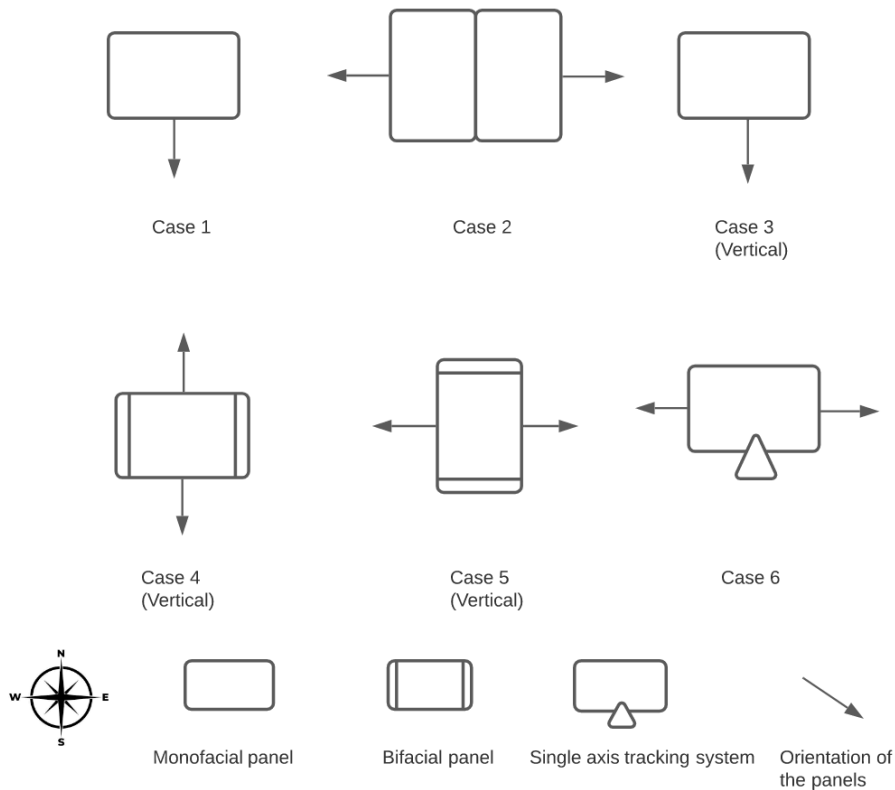 Case 1
Case 2
Case 3
(Vertical)
Case 4
(Vertical)
Case 5
(Vertical)
Case 6
N
W
E
S
Monofacial panel
Bifacial panel
Single axis tracking system
Orientation of
the panels